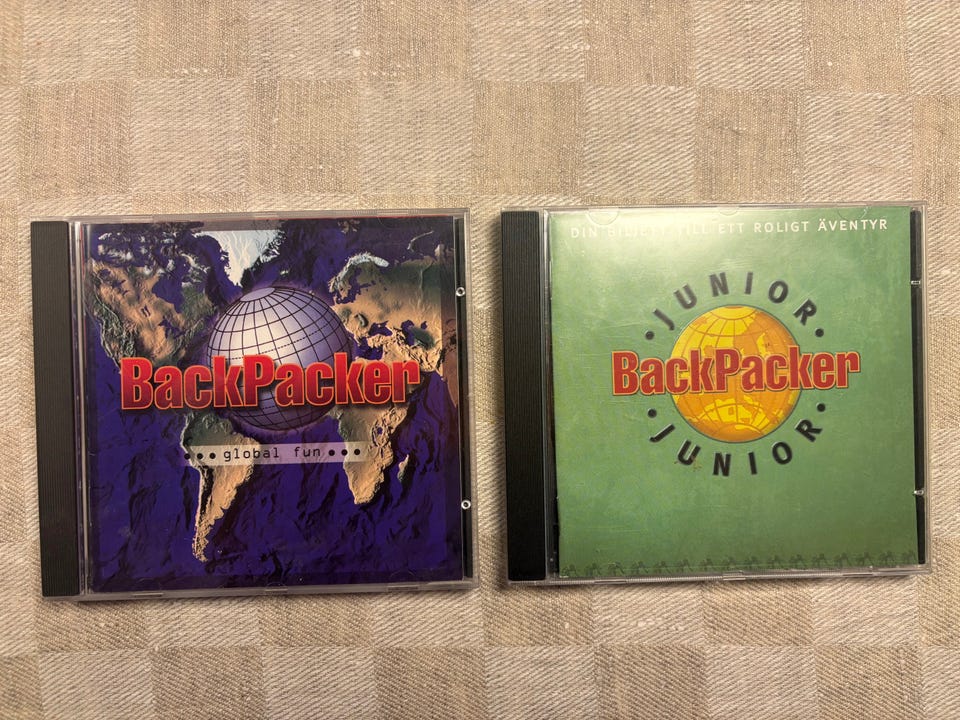 BackPacker
●●● global fun ●●●
DIN BILJETT TILL ETT ROLIGT ÄVENTYR
• JUNIOR •
BackPacker
• JUNIOR •